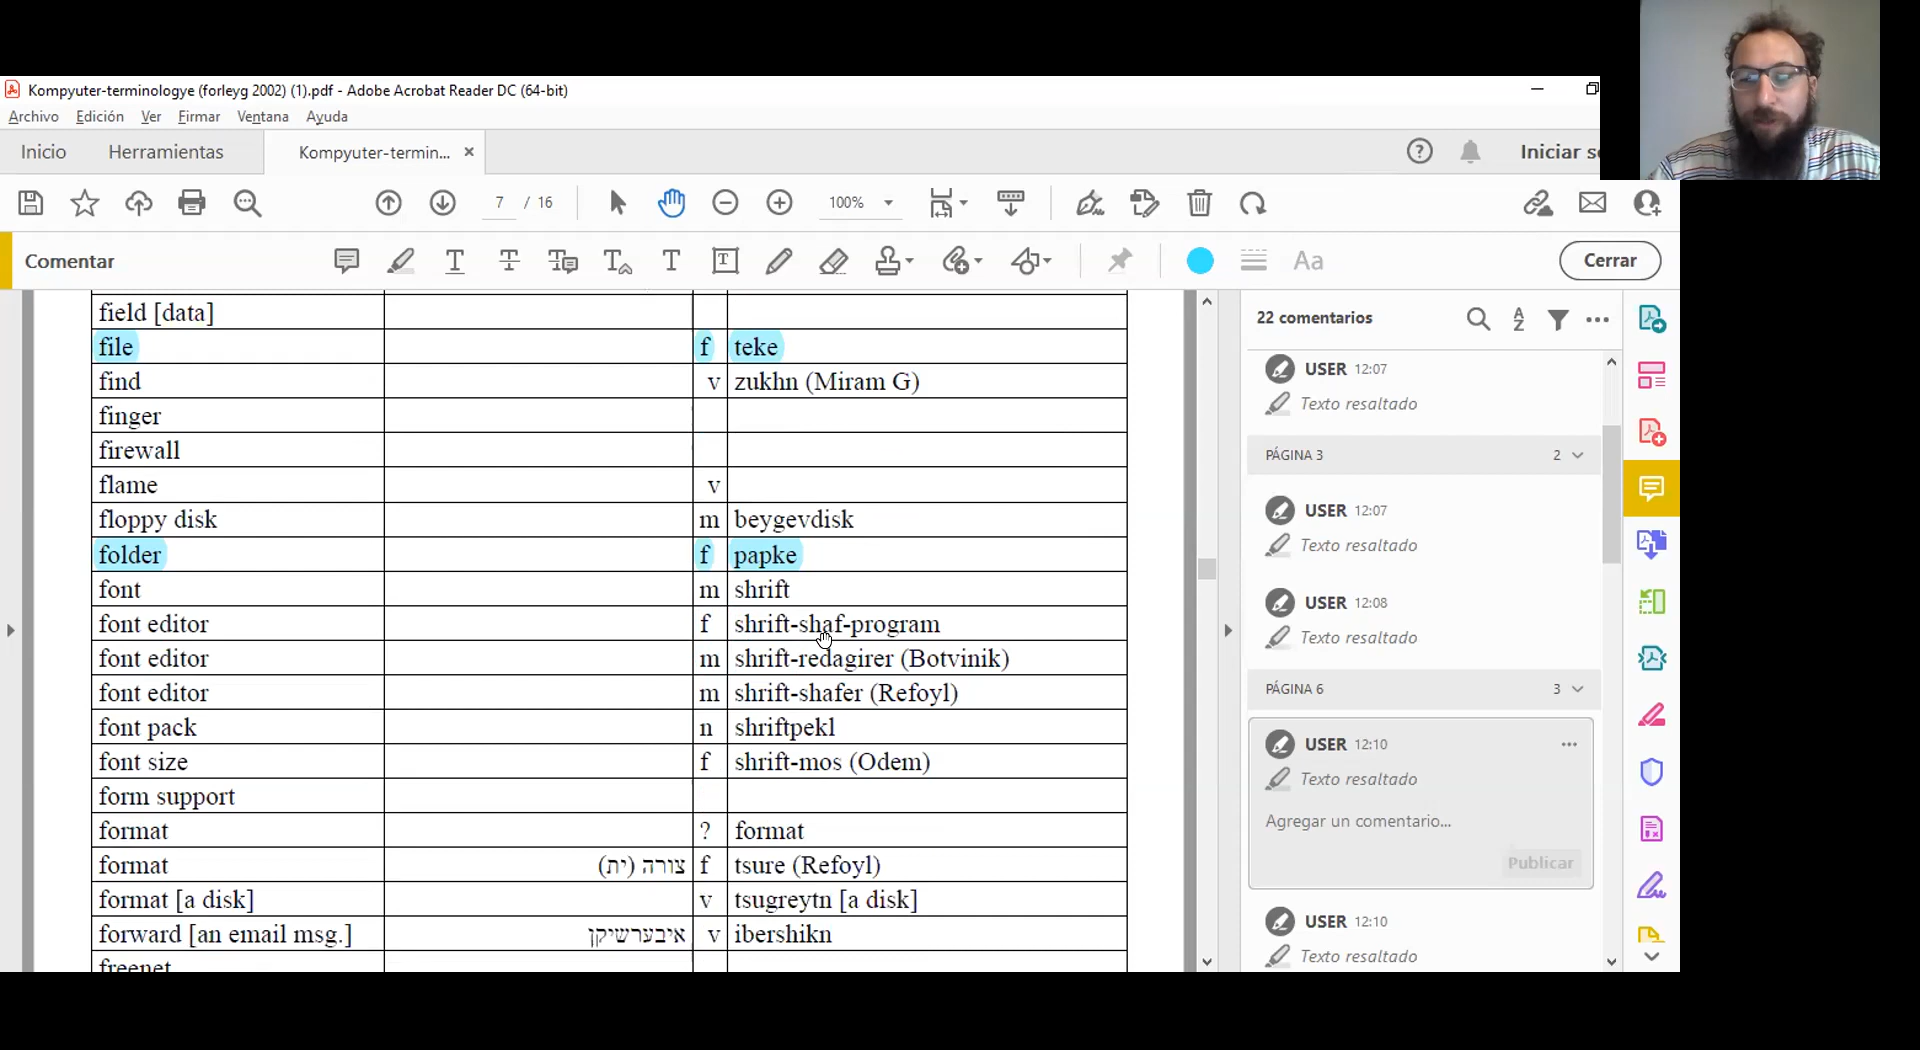 Kompyuter-terminologye (forleyg 2002) (1).pdf - Adobe Acrobat Reader DC (64-bit)
Archivo Edición Ver Firmar Ventana Ayuda
Inicio Herramientas Kompyuter-termin... × Iniciar se
7 / 16 100%
Comentar Aa Cerrar
field [data]
file f teke
find v zukhn (Miram G)
finger
firewall
flame v
floppy disk m beygevdisk
folder f papke
font m shrift
font editor f shrift-shaf-program
font editor m shrift-redagirer (Botvinik)
font editor m shrift-shafer (Refoyl)
font pack n shriftpekl
font size f shrift-mos (Odem)
form support
format ? format
format צורה (ית) f tsure (Refoyl)
format [a disk] v tsugreytn [a disk]
forward [an email msg.] איבערשיקן v ibershikn
freenet
22 comentarios
USER 12:07
Texto resaltado
PÁGINA 3 2
USER 12:07
Texto resaltado
USER 12:08
Texto resaltado
PÁGINA 6 3
USER 12:10
Texto resaltado
Agregar un comentario...
Publicar
USER 12:10
Texto resaltado